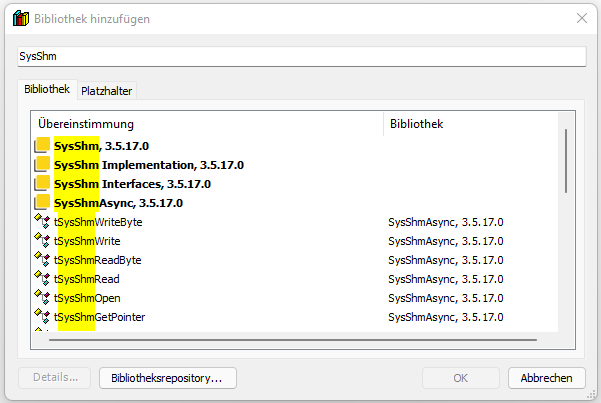 Bibliothek hinzufügen
SysShm
Bibliothek Platzhalter
Übereinstimmung Bibliothek
SysShm, 3.5.17.0
SysShm Implementation, 3.5.17.0
SysShm Interfaces, 3.5.17.0
SysShmAsync, 3.5.17.0
tSysShmWriteByte SysShmAsync, 3.5.17.0
tSysShmWrite SysShmAsync, 3.5.17.0
tSysShmReadByte SysShmAsync, 3.5.17.0
tSysShmRead SysShmAsync, 3.5.17.0
tSysShmOpen SysShmAsync, 3.5.17.0
tSysShmGetPointer SysShmAsync, 3.5.17.0
Details... Bibliotheksrepository... OK Abbrechen